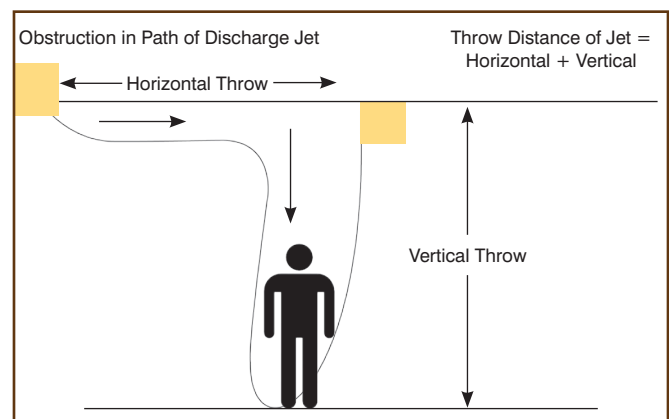 Obstruction in Path of Discharge Jet
Throw Distance of Jet =
Horizontal + Vertical
Horizontal Throw
Vertical Throw